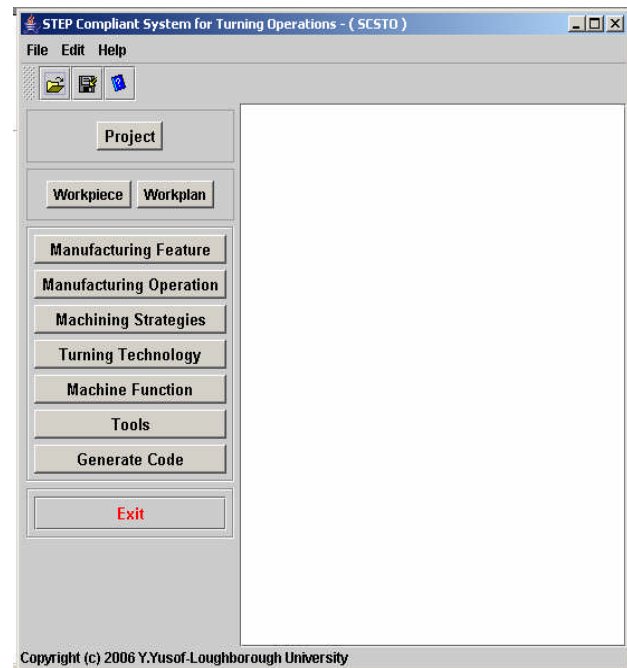 STEP Compliant System for Turning Operations - ( SCSTO )
File Edit Help
Project
Workpiece Workplan
Manufacturing Feature
Manufacturing Operation
Machining Strategies
Turning Technology
Machine Function
Tools
Generate Code
Exit
Copyright (c) 2006 Y.Yusof-Loughborough University